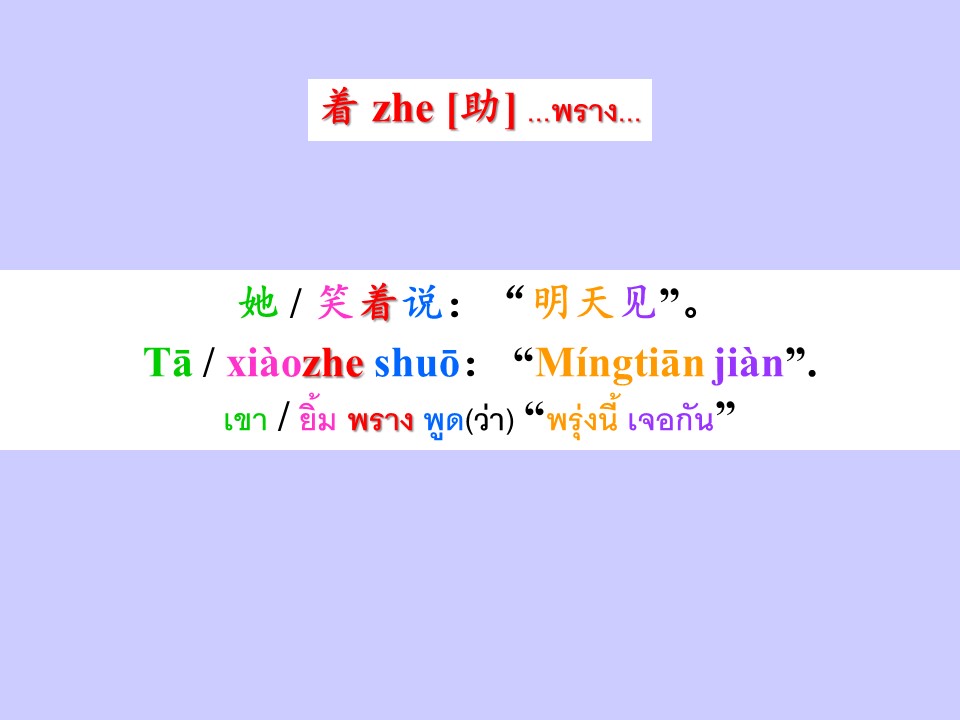 着 zhe [助] ...พราง...
她 / 笑着说：“明天见”。
Tā / xiàozhe shuō：“Míngtiān jiàn”.
เขา / ยิ้ม พราง พูด(ว่า) “พรุ่งนี้ เจอกัน”